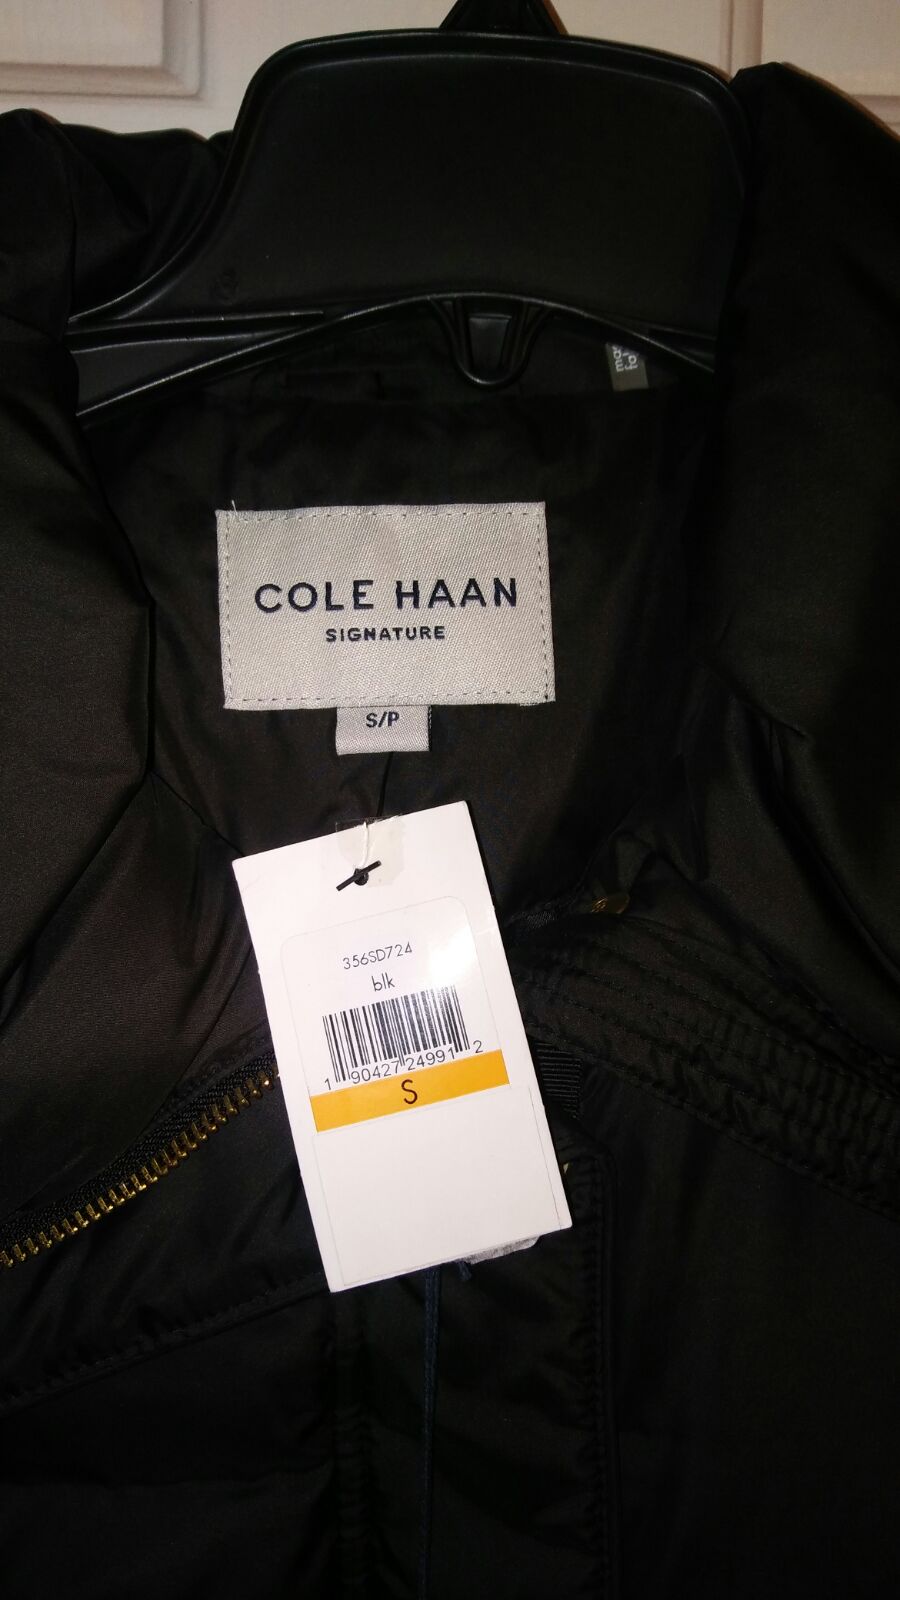 COLE HAAN
SIGNATURE
S/P
356SD724
blk
1 90427 24991 2
S